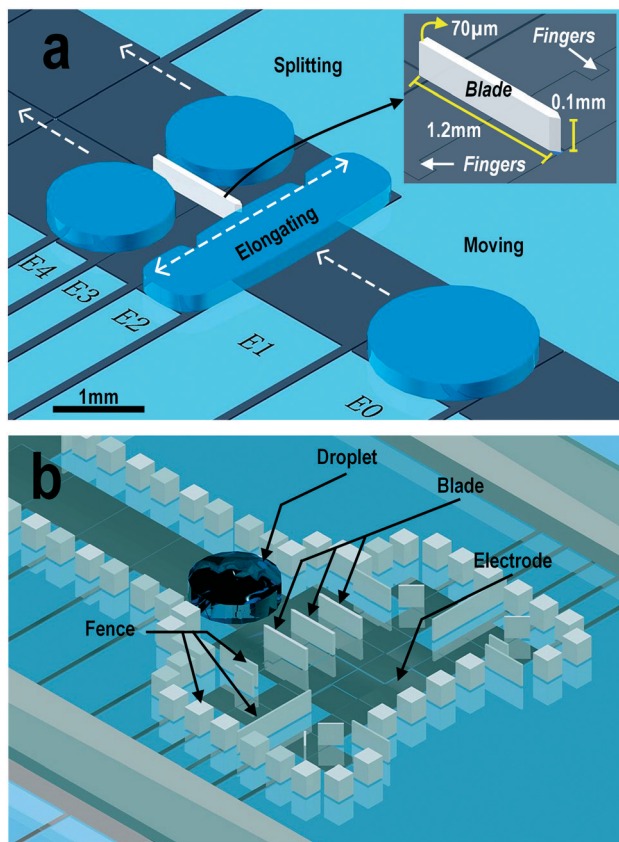 a
Splitting
70µm
Fingers
Blade
0.1mm
1.2mm
Fingers
Elongating
Moving
E4
E3
E2
E1
E0
1mm
b
Droplet
Blade
Electrode
Fence